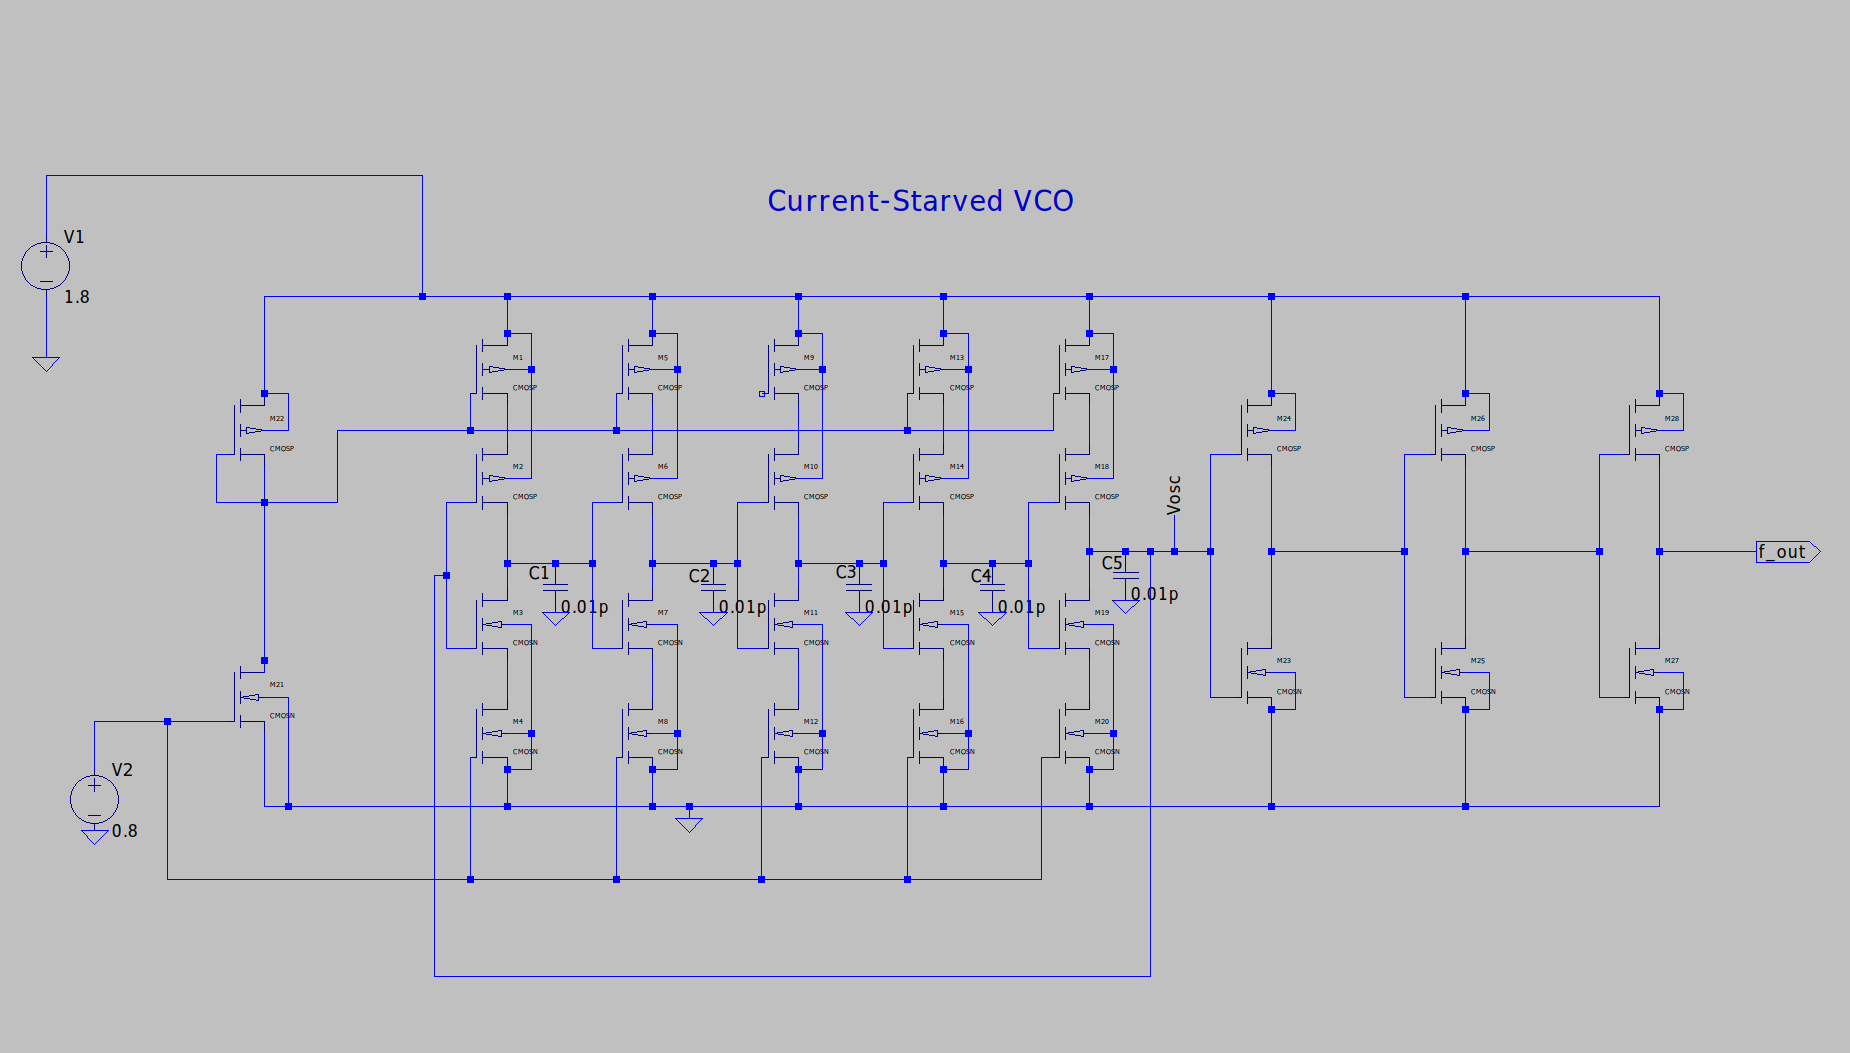 Current-Starved VCO
V1
1.8
M1
CMOSP
M5
CMOSP
M9
CMOSP
M13
CMOSP
M17
CMOSP
M22
CMOSP
M24
CMOSP
M26
CMOSP
M28
CMOSP
M2
CMOSP
M6
CMOSP
M10
CMOSP
M14
CMOSP
M18
CMOSP
Vosc
f_out
C1
0.01p
C2
0.01p
C3
0.01p
C4
0.01p
C5
0.01p
M3
CMOSN
M7
CMOSN
M11
CMOSN
M15
CMOSN
M19
CMOSN
M21
CMOSN
M23
CMOSN
M25
CMOSN
M27
CMOSN
M4
CMOSN
M8
CMOSN
M12
CMOSN
M16
CMOSN
M20
CMOSN
V2
0.8